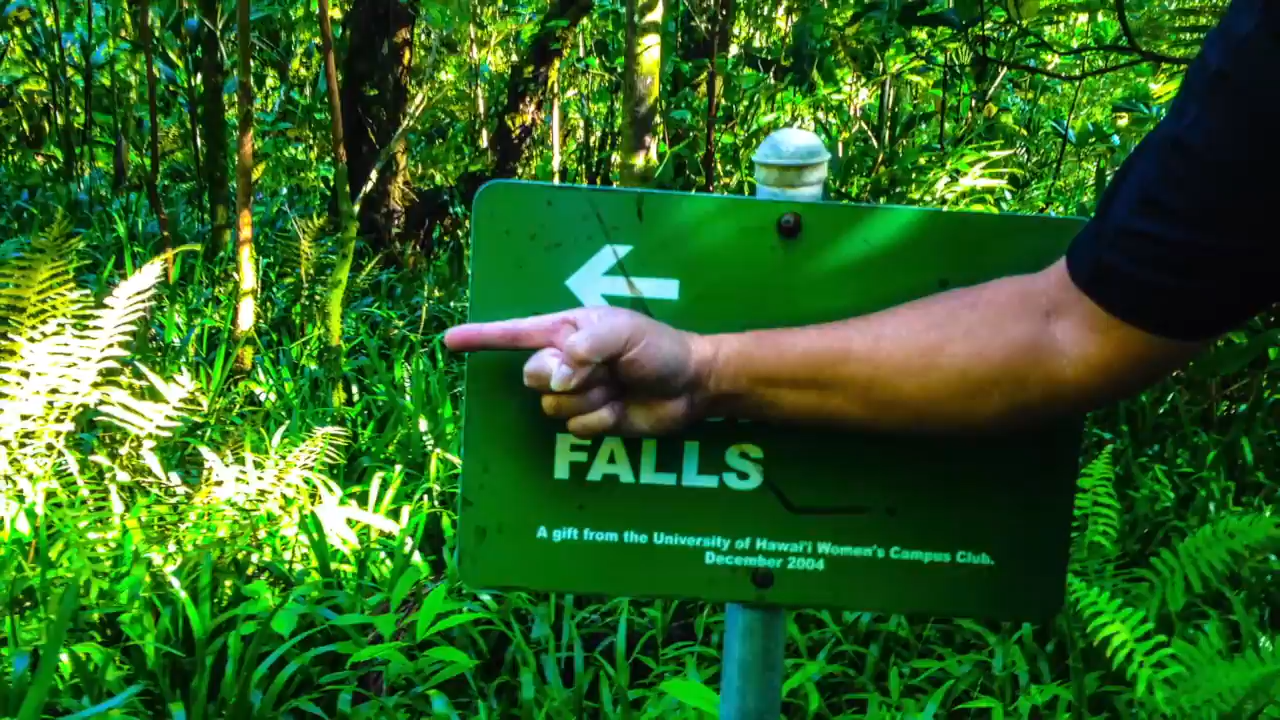 FALLS
A gift from the University of Hawai'i Women's Campus Club.
December 2004